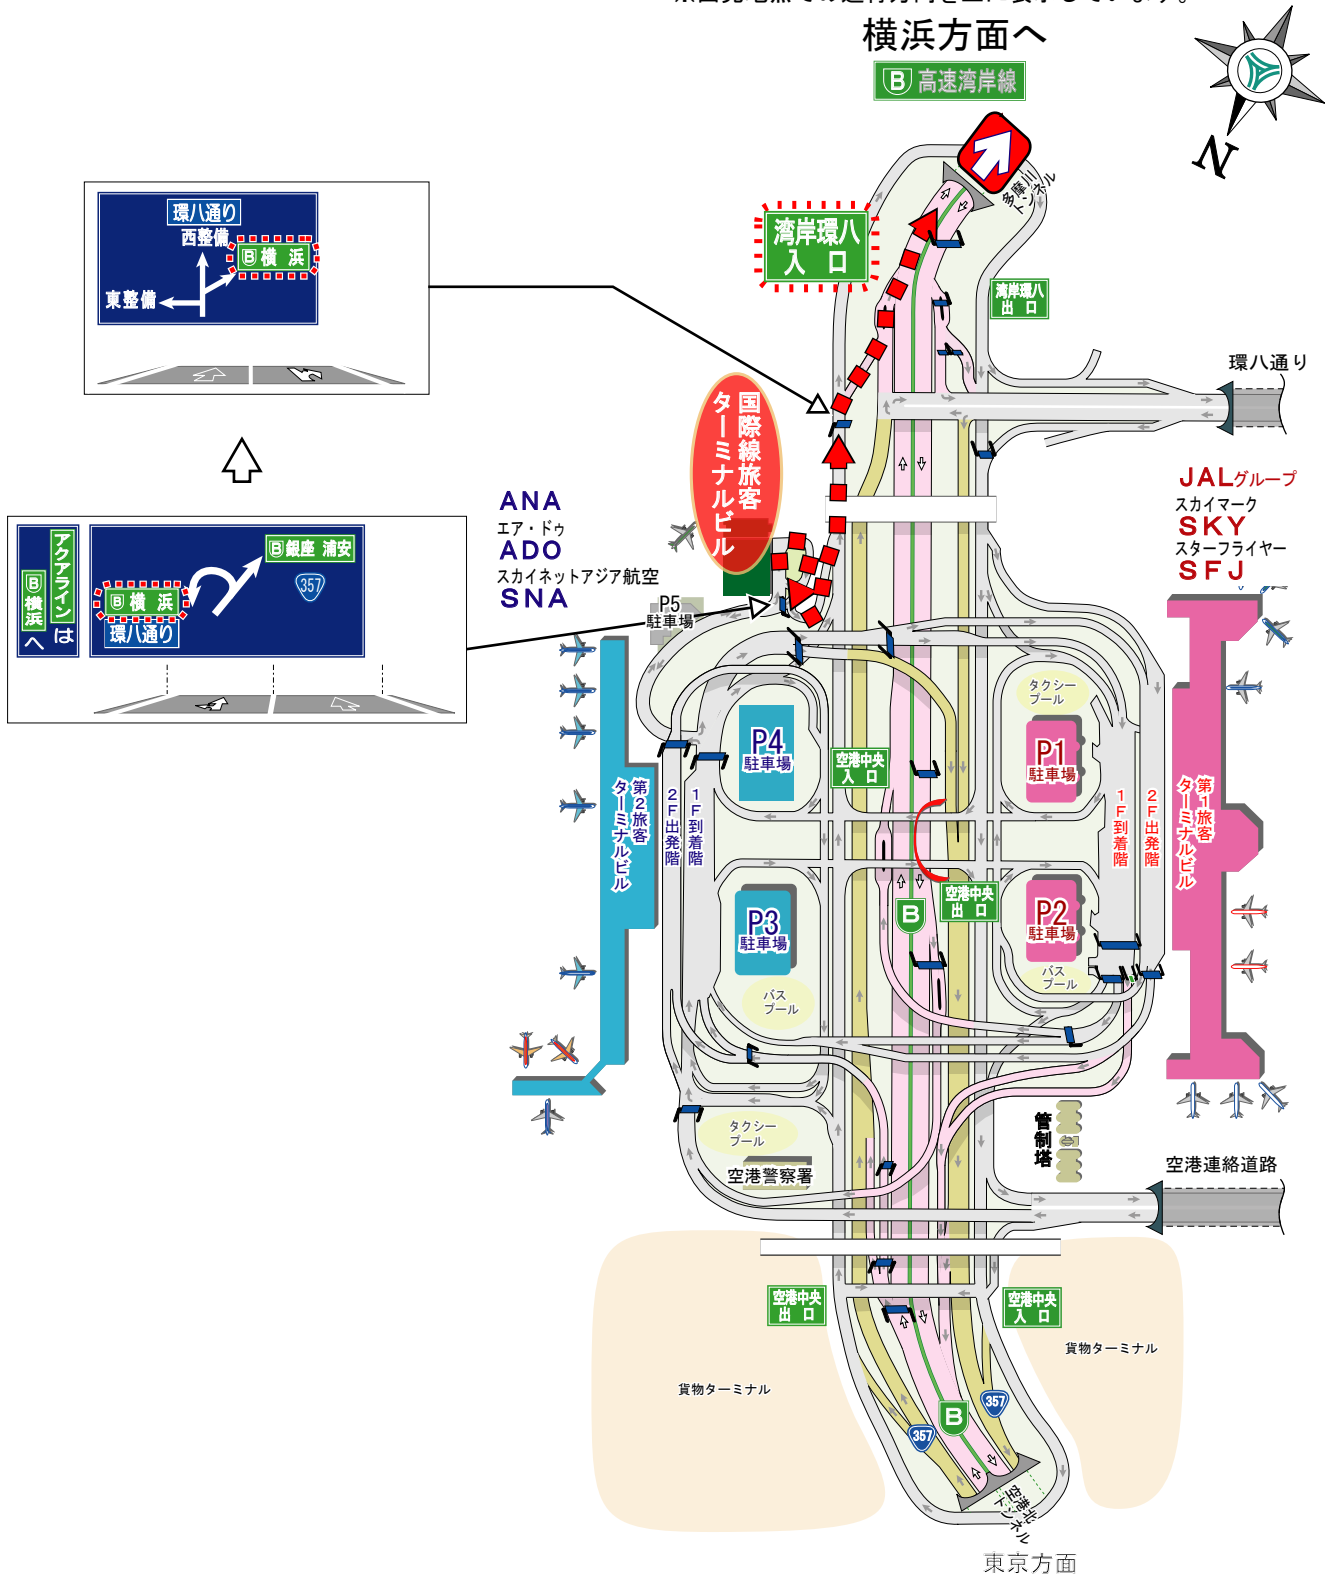 横浜方面へ
B 高速湾岸線
N
多摩川
トンネル
環八通り
西整備
B 横浜
東整備
湾岸環八
入口
湾岸環八
出口
環八通り
国際線旅客
ターミナルビル
ANA
エア・ドゥ
ADO
スカイネットアジア航空
SNA
JALグループ
スカイマーク
SKY
スターフライヤー
SFJ
アクアライン
は
B 横浜
へ
B 銀座 浦安
357
B 横浜
環八通り
P5
駐車場
タクシー
プール
P4
駐車場
空港中央
入口
P1
駐車場
第2旅客
ターミナルビル
2F出発階
1F到着階
1F到着階
2F出発階
第1旅客
ターミナルビル
P3
駐車場
B
空港中央
出口
P2
駐車場
バス
プール
バス
プール
タクシー
プール
管制塔
空港警察署
空港連絡道路
空港中央
出口
空港中央
入口
貨物ターミナル
貨物ターミナル
357
B
357
空港北
トンネル
東京方面